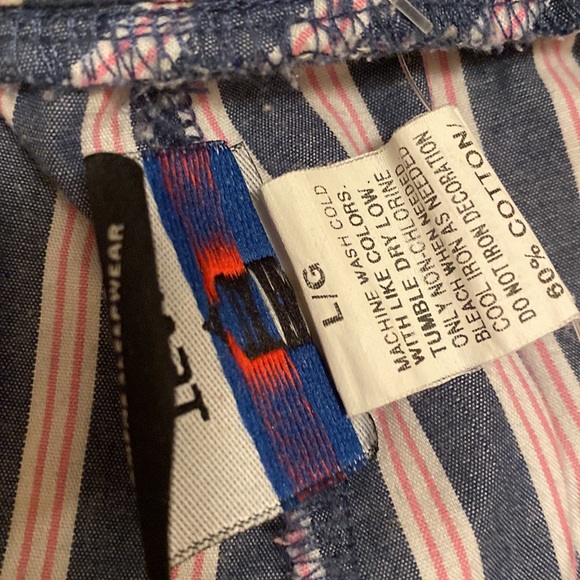 L/G
MACHINE WASH COLD
WITH LIKE COLORS.
TUMBLE DRY LOW.
ONLY NON-CHLORINE
BLEACH WHEN NEEDED
COOL IRON AS NEEDED
DO NOT IRON DECORATION
60% COTTON/